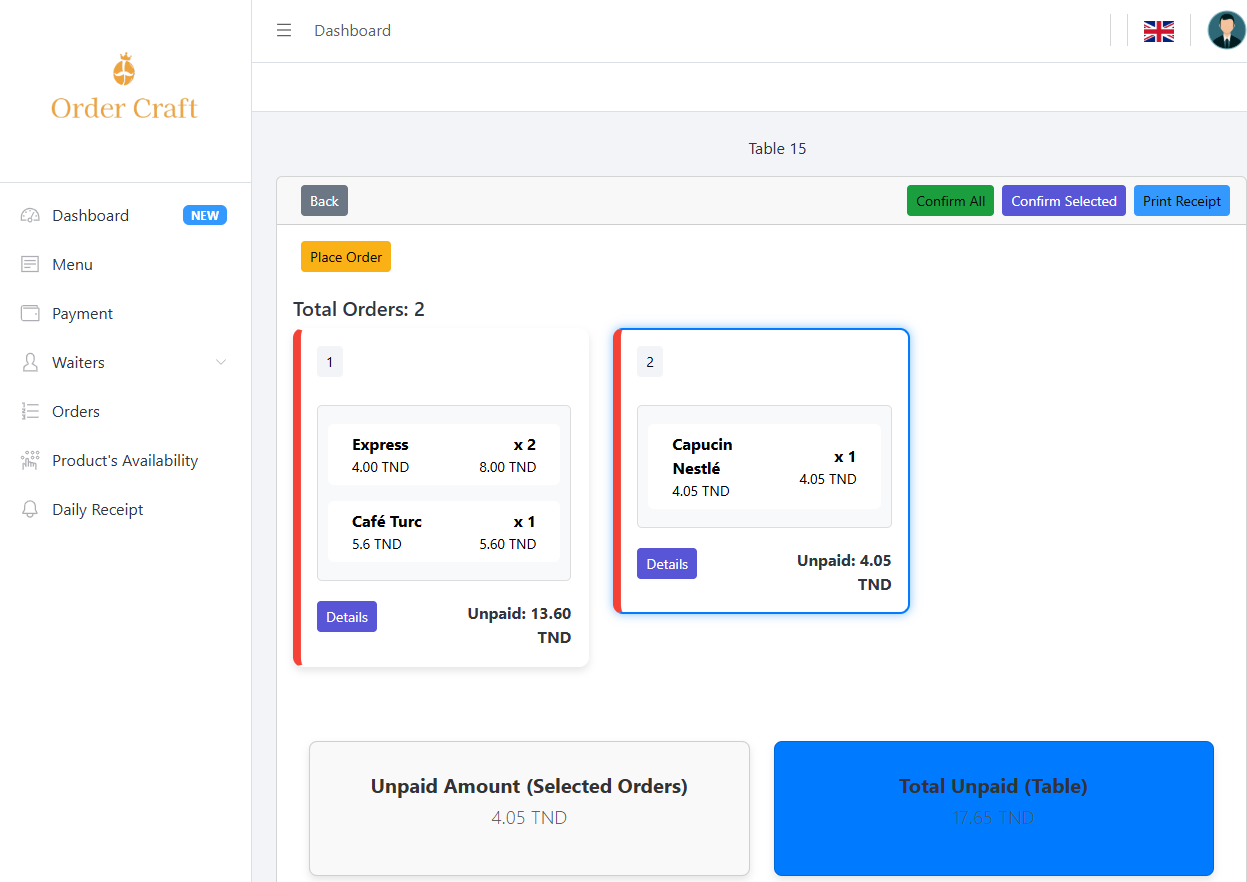 Order Craft
Dashboard NEW
Menu
Payment
Waiters
Orders
Product's Availability
Daily Receipt
Dashboard
Table 15
Back Confirm All Confirm Selected Print Receipt
Place Order
Total Orders: 2
1
Express x 2
4.00 TND 8.00 TND
Café Turc x 1
5.6 TND 5.60 TND
Details Unpaid: 13.60
TND
2
Capucin
Nestlé x 1
4.05 TND 4.05 TND
Details Unpaid: 4.05
TND
Unpaid Amount (Selected Orders)
4.05 TND
Total Unpaid (Table)
17.65 TND